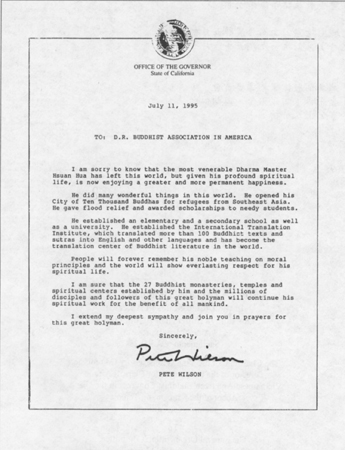 OFFICE OF THE GOVERNOR
State of California
July 11, 1995
TO: D.R. BUDDHIST ASSOCIATION IN AMERICA
I am sorry to know that the most venerable Dharma Master
Hsuan Hua has left this world, but given his profound spiritual
life, is now enjoying a greater and more permanent happiness.
He did many wonderful things in this world. He opened his
City of Ten Thousand Buddhas for refugees from Southeast Asia.
He gave flood relief and awarded scholarships to needy students.
He established an elementary and a secondary school as well
as a university. He established the International Translation
Institute, which translated more than 100 Buddhist texts and
sutras into English and other languages and has become the
translation center of Buddhist literature in the world.
People will forever remember his noble teaching on moral
principles and the world will show everlasting respect for his
spiritual life.
I am sure that the 27 Buddhist monasteries, temples and
spiritual centers established by him and the millions of
disciples and followers of this great holyman will continue his
spiritual work for the benefit of all mankind.
I extend my deepest sympathy and join you in prayers for
this great holyman.
Sincerely,
Pete Wilson
PETE WILSON